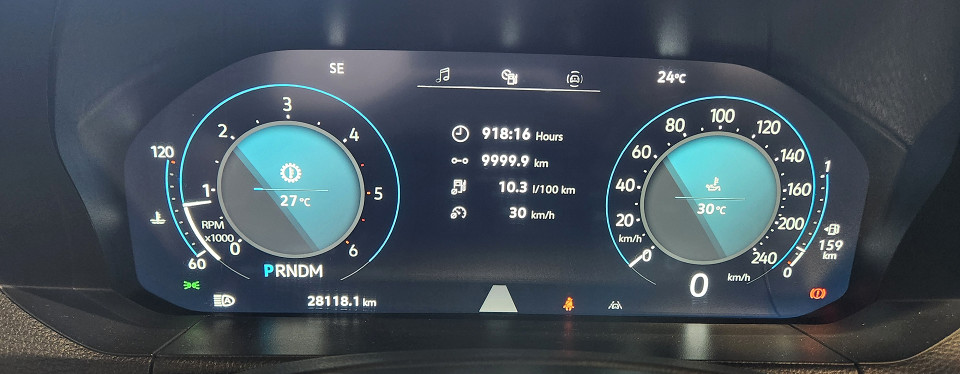 SE
24°C
918:16 Hours
9999.9 km
10.3 l/100 km
30 km/h
120
60
0
1
2
3
4
5
6
RPM
x1000
27 °C
PRNDM
28118.1 km
0
20
40
60
80
100
120
140
160
200
240
km/h
30 °C
0 km/h
1
0
159
km
A